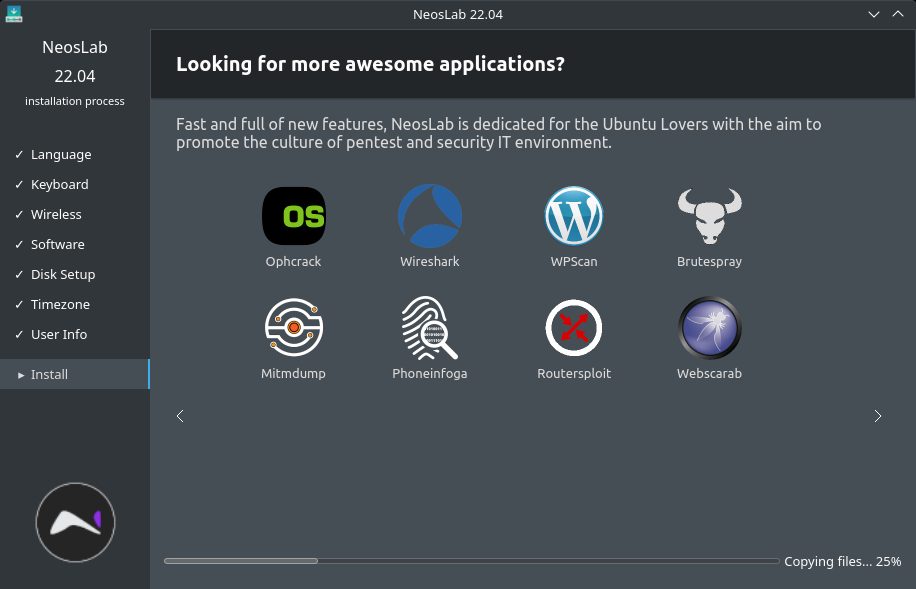 NeosLab 22.04
NeosLab
22.04
installation process
✓ Language
✓ Keyboard
✓ Wireless
✓ Software
✓ Disk Setup
✓ Timezone
✓ User Info
▸ Install
Looking for more awesome applications?
Fast and full of new features, NeosLab is dedicated for the Ubuntu Lovers with the aim to
promote the culture of pentest and security IT environment.
OS
W
Ophcrack Wireshark WPScan Brutespray
Mitmdump Phoneinfoga Routersploit Webscarab
Copying files... 25%